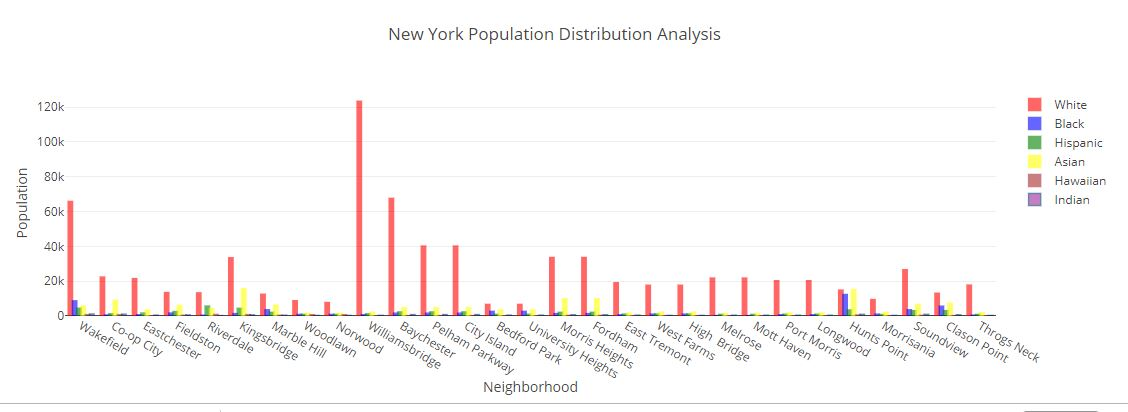 New York Population Distribution Analysis
120k
100k
80k
60k
40k
20k
0
Population
White
Black
Hispanic
Asian
Hawaiian
Indian
Wakefield
Co-op City
Eastchester
Fieldston
Riverdale
Kingsbridge
Marble Hill
Woodlawn
Norwood
Williamsbridge
Baychester
Pelham Parkway
City Island
Bedford Park
University Heights
Morris Heights
Fordham
East Tremont
West Farms
High  Bridge
Melrose
Mott Haven
Port Morris
Longwood
Hunts Point
Morrisania
Soundview
Clason Point
Throgs Neck
Neighborhood